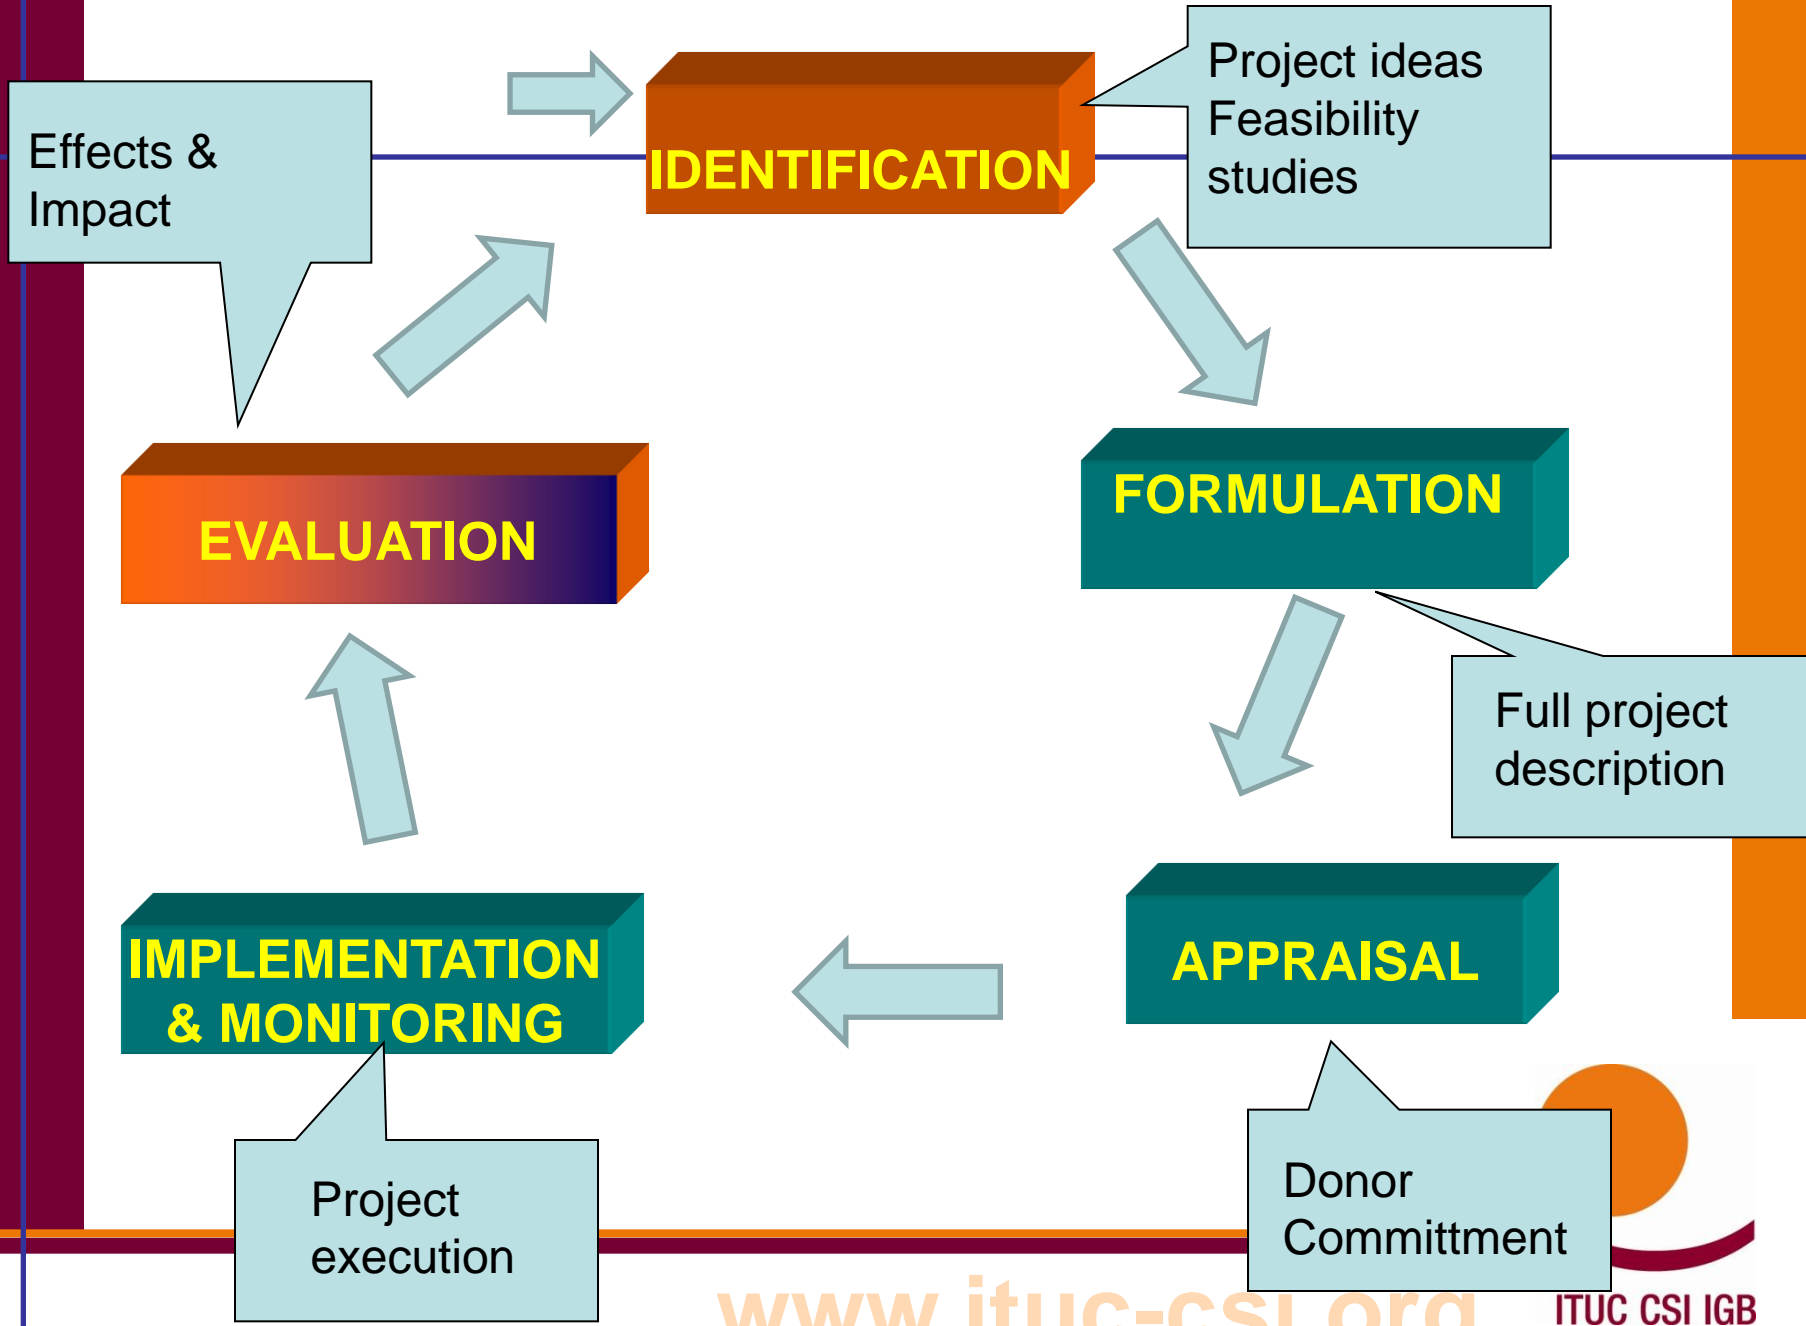 Project ideas
Feasibility
studies
Effects &
Impact
IDENTIFICATION
FORMULATION
EVALUATION
Full project
description
IMPLEMENTATION
& MONITORING
APPRAISAL
Donor
Committment
Project
execution
www.ituc-csi.org
ITUC CSI IGB